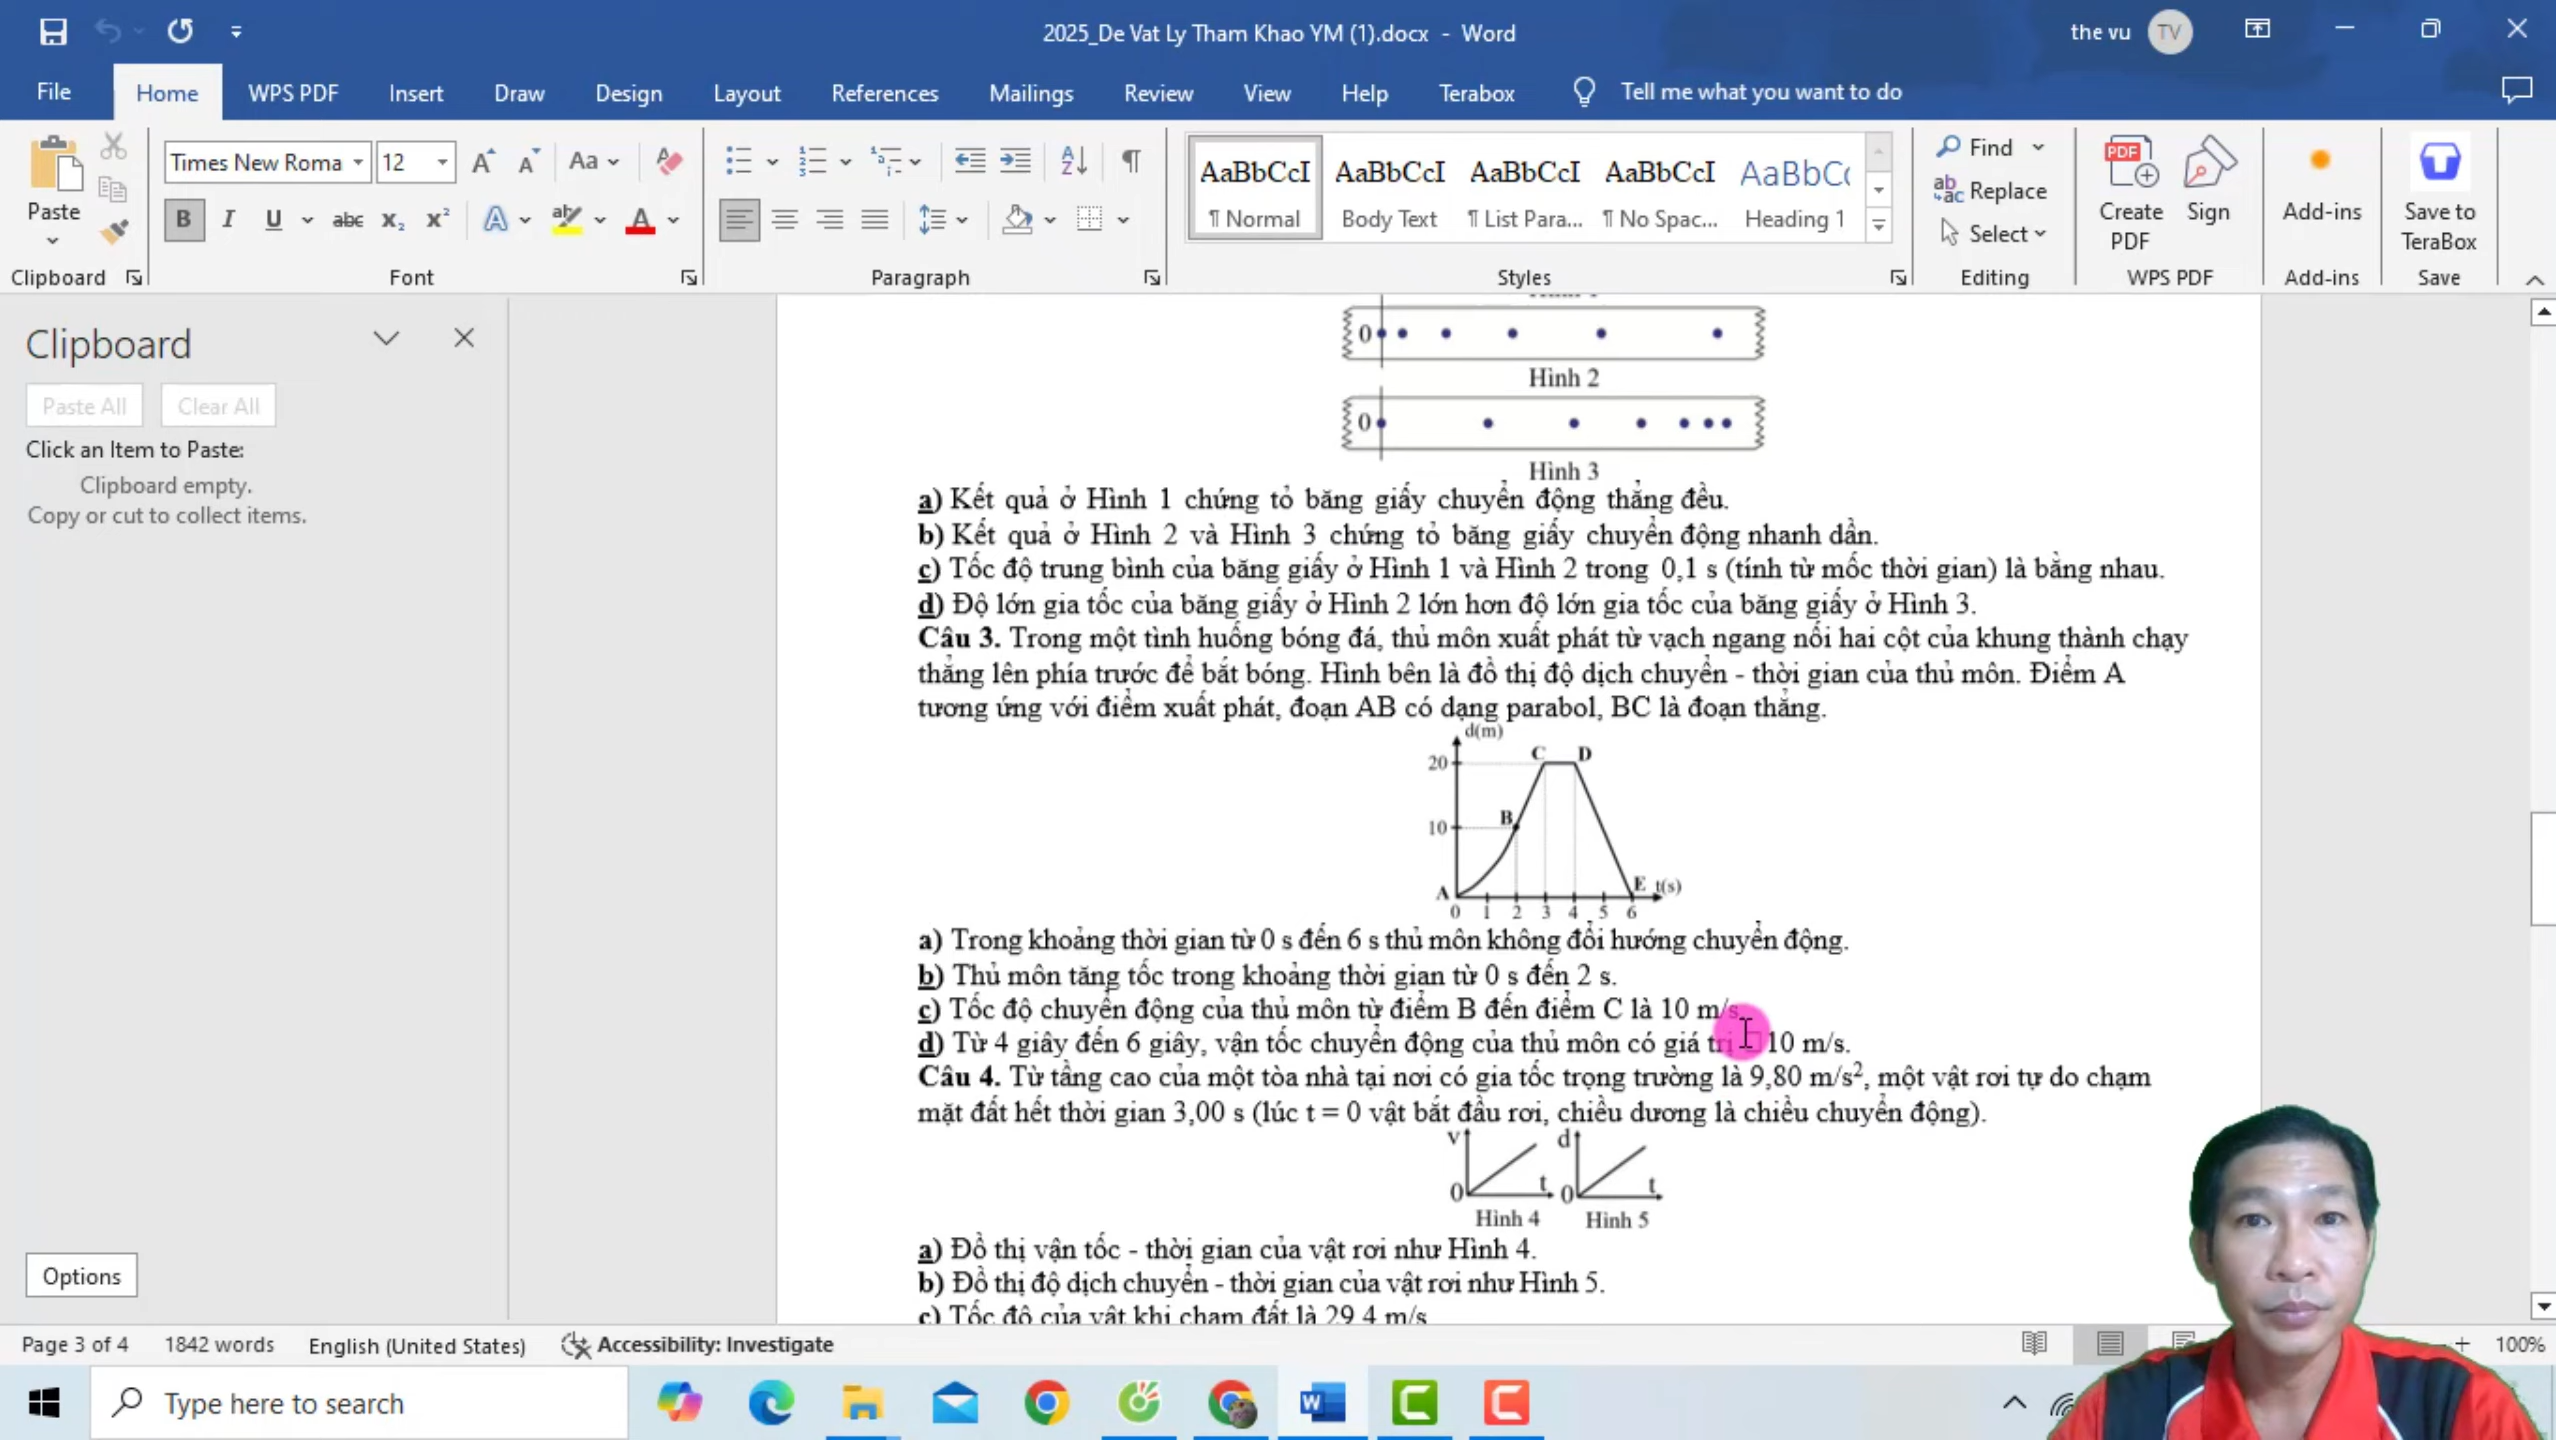 2025_De Vat Ly Tham Khao YM (1).docx - Word
the vu TV
File Home WPS PDF Insert Draw Design Layout References Mailings Review View Help Terabox Tell me what you want to do
Paste
Clipboard
Times New Roma 12
Font
Paragraph
AaBbCcI AaBbCcI AaBbCcI AaBbCcI AaBbCc
¶ Normal Body Text ¶ List Para... ¶ No Spac... Heading 1
Styles
Find
Replace
Select
Editing
Create PDF
Sign
WPS PDF
Add-ins
Add-ins
Save to TeraBox
Save
Clipboard
Paste All Clear All
Click an Item to Paste:
Clipboard empty.
Copy or cut to collect items.
Options
0
Hình 2
0
Hình 3
a) Kết quả ở Hình 1 chứng tỏ băng giấy chuyển động thẳng đều.
b) Kết quả ở Hình 2 và Hình 3 chứng tỏ băng giấy chuyển động nhanh dần.
c) Tốc độ trung bình của băng giấy ở Hình 1 và Hình 2 trong 0,1 s (tính từ mốc thời gian) là bằng nhau.
d) Độ lớn gia tốc của băng giấy ở Hình 2 lớn hơn độ lớn gia tốc của băng giấy ở Hình 3.
Câu 3. Trong một tình huống bóng đá, thủ môn xuất phát từ vạch ngang nối hai cột của khung thành chạy
thẳng lên phía trước để bắt bóng. Hình bên là đồ thị độ dịch chuyển - thời gian của thủ môn. Điểm A
tương ứng với điểm xuất phát, đoạn AB có dạng parabol, BC là đoạn thẳng.
d(m)
20 C D
10 B
A E t(s)
0 1 2 3 4 5 6
a) Trong khoảng thời gian từ 0 s đến 6 s thủ môn không đổi hướng chuyển động.
b) Thủ môn tăng tốc trong khoảng thời gian từ 0 s đến 2 s.
c) Tốc độ chuyển động của thủ môn từ điểm B đến điểm C là 10 m/s
d) Từ 4 giây đến 6 giây, vận tốc chuyển động của thủ môn có giá trị 10 m/s.
Câu 4. Từ tầng cao của một tòa nhà tại nơi có gia tốc trọng trường là 9,80 m/s², một vật rơi tự do chạm
mặt đất hết thời gian 3,00 s (lúc t = 0 vật bắt đầu rơi, chiều dương là chiều chuyển động).
v d
0 t 0 t
Hình 4 Hình 5
a) Đồ thị vận tốc - thời gian của vật rơi như Hình 4.
b) Đồ thị độ dịch chuyển - thời gian của vật rơi như Hình 5.
c) Tốc độ của vật khi chạm đất là 29,4 m/s
Page 3 of 4 1842 words English (United States) Accessibility: Investigate 100%
Type here to search